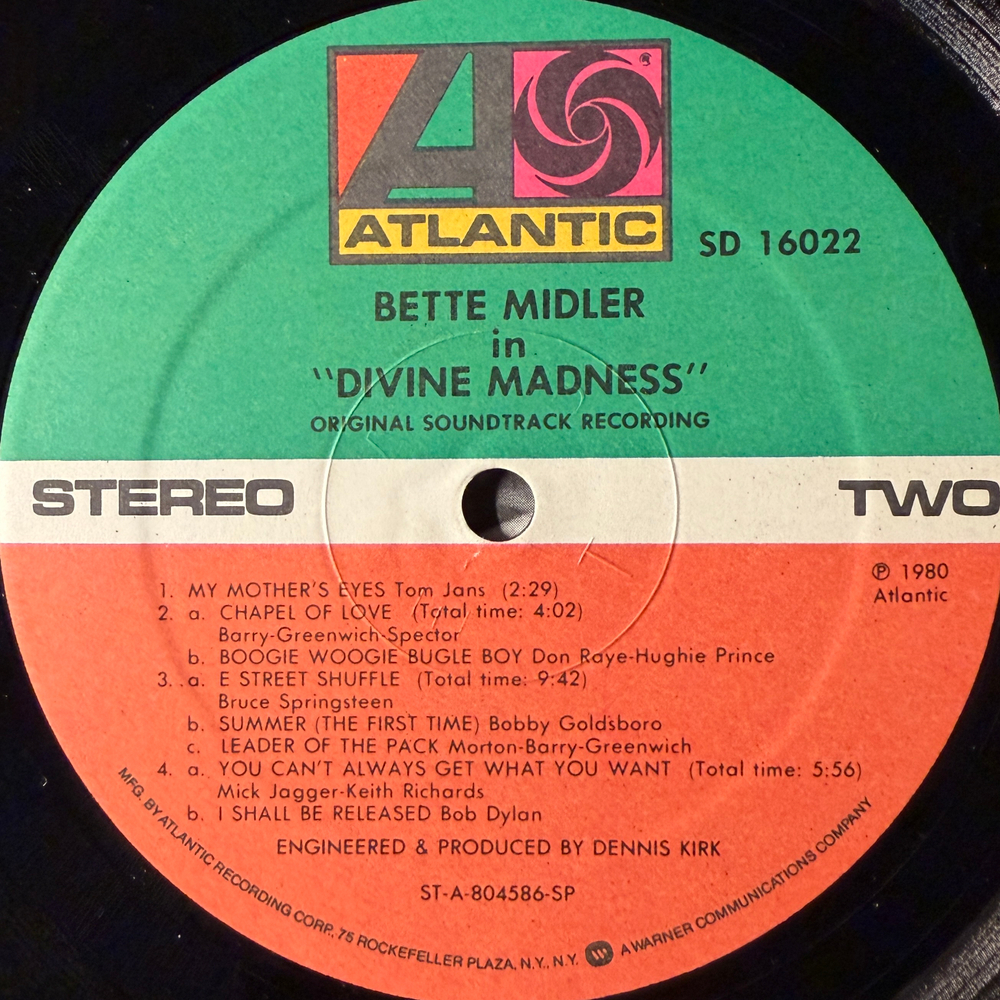 ATLANTIC
SD 16022
BETTE MIDLER
in
"DIVINE MADNESS"
ORIGINAL SOUNDTRACK RECORDING
STEREO
TWO
℗ 1980
Atlantic
1. MY MOTHER'S EYES Tom Jans (2:29)
2. a. CHAPEL OF LOVE (Total time: 4:02)
Barry-Greenwich-Spector
b. BOOGIE WOOGIE BUGLE BOY Don Raye-Hughie Prince
3. a. E STREET SHUFFLE (Total time: 9:42)
Bruce Springsteen
b. SUMMER (THE FIRST TIME) Bobby Goldsboro
c. LEADER OF THE PACK Morton-Barry-Greenwich
4. a. YOU CAN'T ALWAYS GET WHAT YOU WANT (Total time: 5:56)
Mick Jagger-Keith Richards
b. I SHALL BE RELEASED Bob Dylan
ENGINEERED & PRODUCED BY DENNIS KIRK
ST-A-804586-SP
MFG. BY ATLANTIC RECORDING CORP., 75 ROCKEFELLER PLAZA, N.Y., N.Y. A WARNER COMMUNICATIONS COMPANY